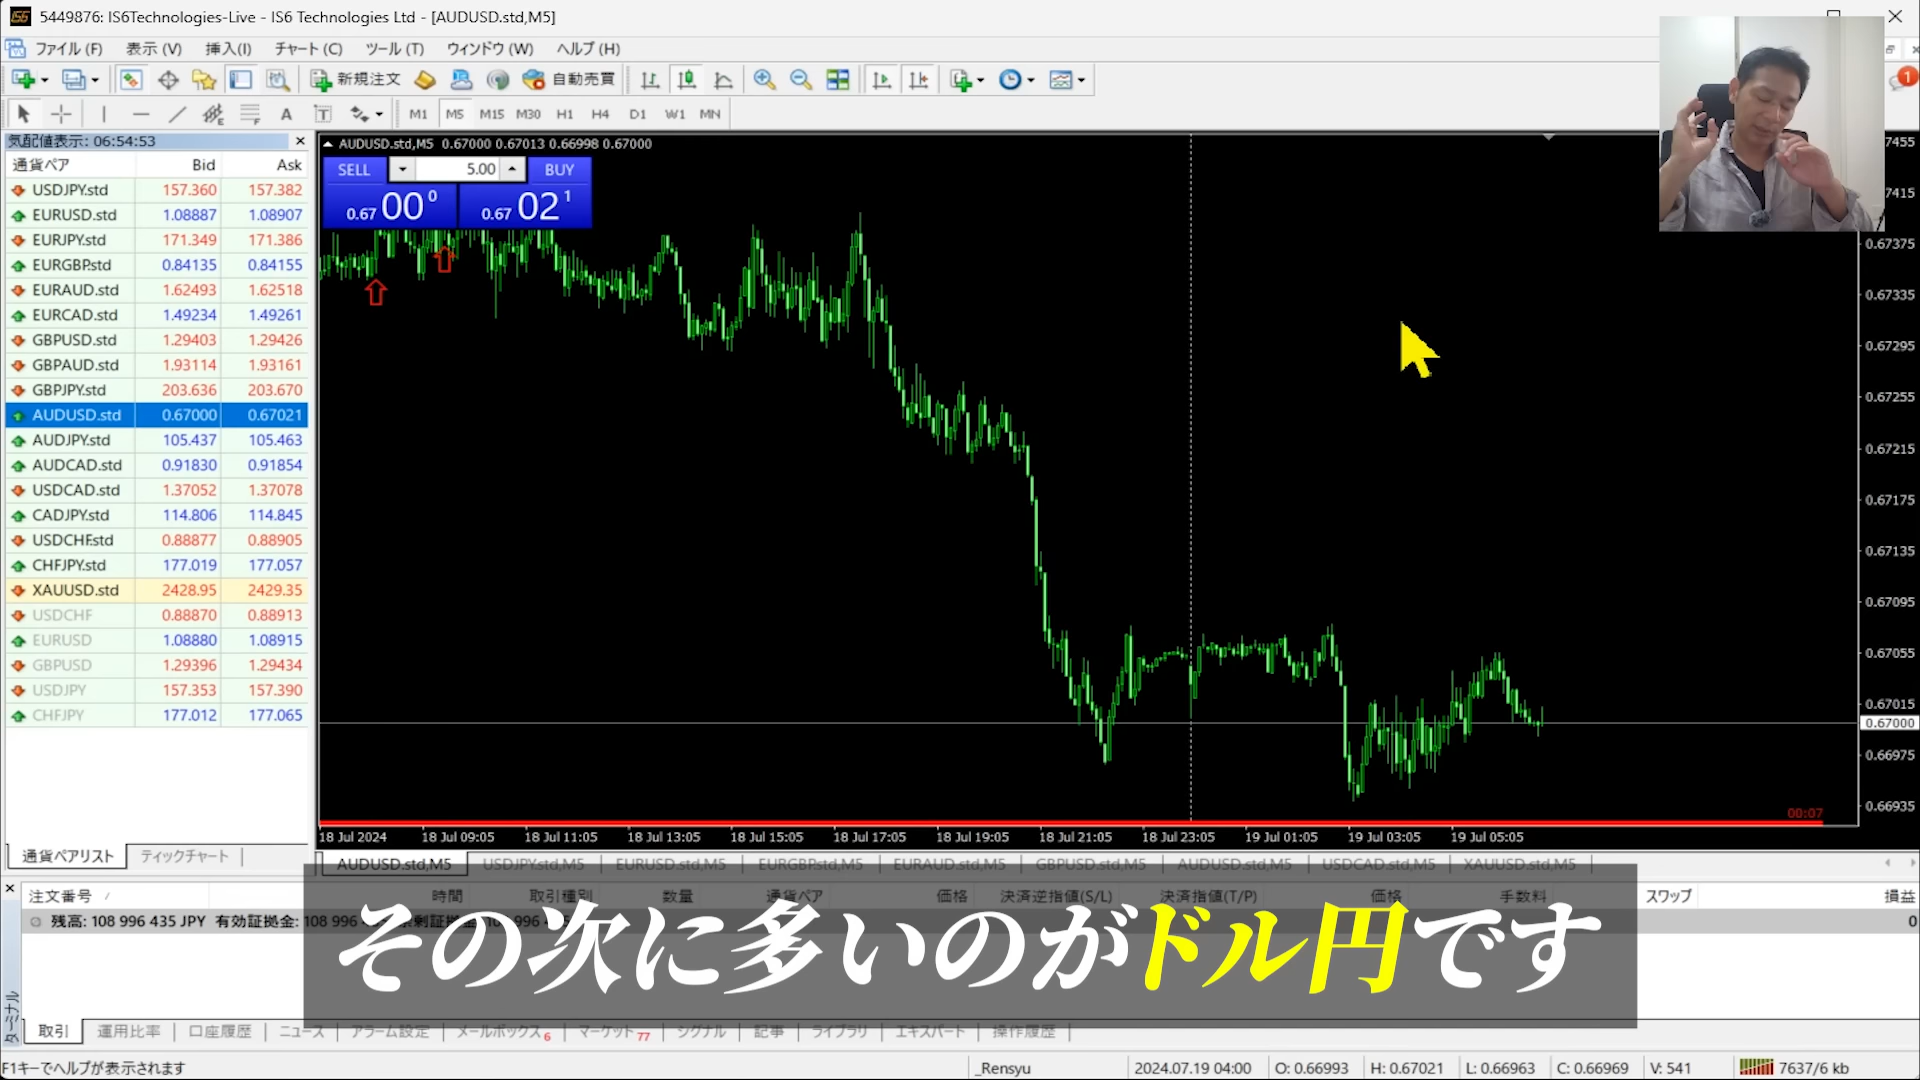 5449876: IS6Technologies-Live - IS6 Technologies Ltd - [AUDUSD.std,M5]
ファイル (F) 表示 (V) 挿入(I) チャート (C) ツール (T) ウィンドウ (W) ヘルプ (H)
新規注文 自動売買
1
A T M1 M5 M15 M30 H1 H4 D1 W1 MN
気配値表示: 06:54:53
通貨ペア Bid Ask
USDJPY.std 157.360 157.382
EURUSD.std 1.08887 1.08907
EURJPY.std 171.349 171.386
EURGBP.std 0.84135 0.84155
EURAUD.std 1.62493 1.62518
EURCAD.std 1.49234 1.49261
GBPUSD.std 1.29403 1.29426
GBPAUD.std 1.93114 1.93161
GBPJPY.std 203.636 203.670
AUDUSD.std 0.67000 0.67021
AUDJPY.std 105.437 105.463
AUDCAD.std 0.91830 0.91854
USDCAD.std 1.37052 1.37078
CADJPY.std 114.806 114.845
USDCHF.std 0.88877 0.88905
CHFJPY.std 177.019 177.057
XAUUSD.std 2428.95 2429.35
USDCHF 0.88870 0.88913
EURUSD 1.08880 1.08915
GBPUSD 1.29396 1.29434
USDJPY 157.353 157.390
CHFJPY 177.012 177.065
通貨ペアリスト ティックチャート
AUDUSD.std,M5 0.67000 0.67013 0.66998 0.67000
SELL 5.00 BUY
0.67 00 0 0.67 02 1
7455
7415
0.67375
0.67335
0.67295
0.67255
0.67215
0.67175
0.67135
0.67095
0.67055
0.67015
0.67000
0.66975
0.66935
00:07
18 Jul 2024 18 Jul 09:05 18 Jul 11:05 18 Jul 13:05 18 Jul 15:05 18 Jul 17:05 18 Jul 19:05 18 Jul 21:05 18 Jul 23:05 19 Jul 01:05 19 Jul 03:05 19 Jul 05:05
AUDUSD.std,M5 USDJPY.std,M5 EURUSD.std,M5 EURGBP.std,M5 EURAUD.std,M5 GBPUSD.std,M5 AUDUSD.std,M5 USDCAD.std,M5 XAUUSD.std,M5
注文番号 時間 取引種別 数量 通貨ペア 価格 決済逆指値(S/L) 決済指値(T/P) 価格 手数料 スワップ 損益
残高: 108 996 435 JPY 有効証拠金: 108 996 0
その次に多いのがドル円です
ターミナル
取引 運用比率 口座履歴 ニュース アラーム設定 メールボックス 6 マーケット 77 シグナル 記事 ライブラリ エキスパート 操作履歴
F1キーでヘルプが表示されます _Rensyu 2024.07.19 04:00 O: 0.66993 H: 0.67021 L: 0.66963 C: 0.66969 V: 541 7637/6 kb